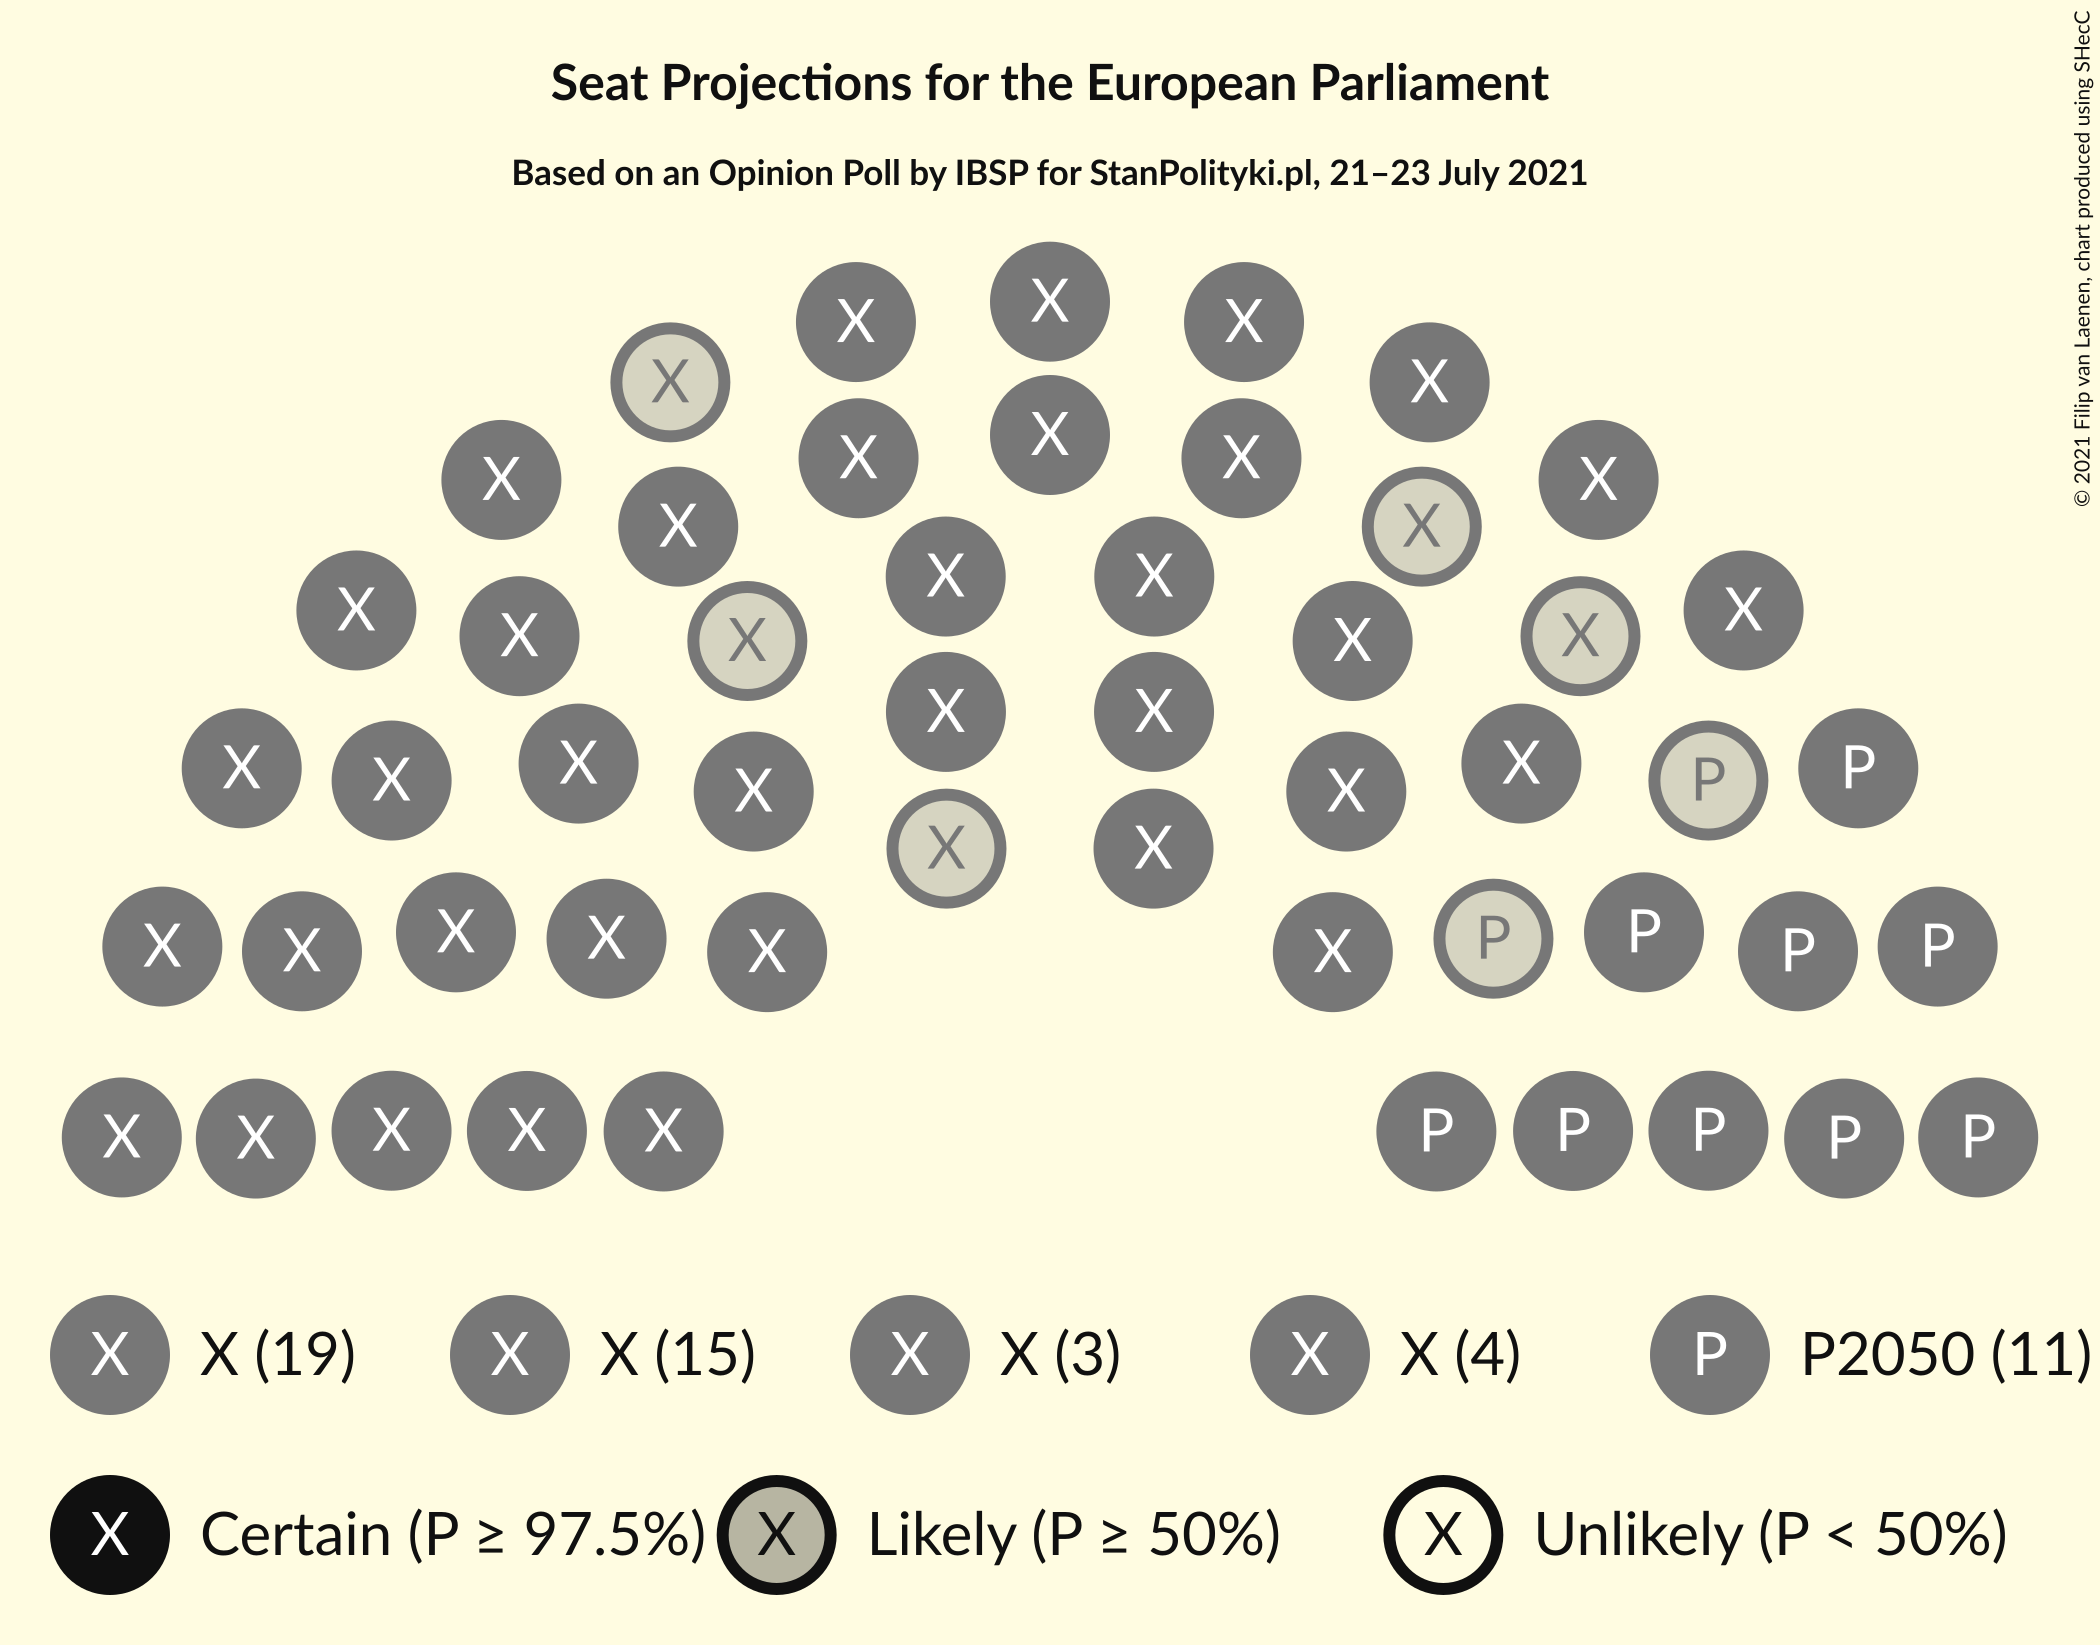 Seat Projections for the European Parliament
Based on an Opinion Poll by IBSP for StanPolityki.pl, 21–23 July 2021
© 2021 Filip van Laenen, chart produced using SHecC
X X X
X X
X X X
X X
X X
X X
X X
X X X
X X
X X
X X X P P
X X
X X
X X X P P P
X X X P
X X X X X P P P P P
X X (19) X X (15) X X (3) X X (4) P P2050 (11)
X Certain (P ≥ 97.5%) X Likely (P ≥ 50%) X Unlikely (P < 50%)